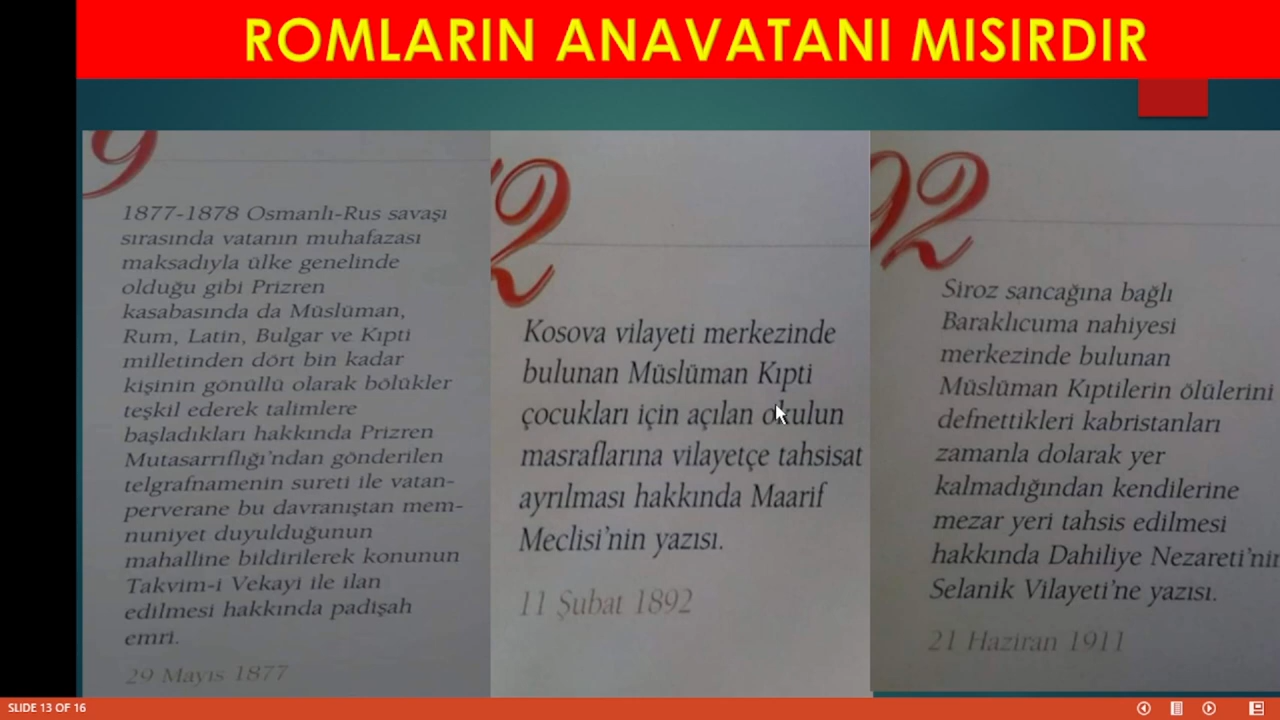 ROMLARIN ANAVATANI MISIRDIR
9
1877-1878 Osmanlı-Rus savaşı
sırasında vatanın muhafazası
maksadıyla ülke genelinde
olduğu gibi Prizren
kasabasında da Müslüman,
Rum, Latin, Bulgar ve Kıpti
milletinden dört bin kadar
kişinin gönüllü olarak bölükler
teşkil ederek talimlere
başladıkları hakkında Prizren
Mutasarrıflığı'ndan gönderilen
telgrafnamenin sureti ile vatan-
perverane bu davranıştan mem-
nuniyet duyulduğunun
mahalline bildirilerek konunun
Takvim-i Vekayi ile ilan
edilmesi hakkında padişah
emri.
29 Mayıs 1877
2
Kosova vilayeti merkezinde
bulunan Müslüman Kıpti
çocukları için açılan okulun
masraflarına vilayetçe tahsisat
ayrılması hakkında Maarif
Meclisi'nin yazısı.
11 Şubat 1892
92
Siroz sancağına bağlı
Baraklıcuma nahiyesi
merkezinde bulunan
Müslüman Kıptilerin ölülerini
defnettikleri kabristanları
zamanla dolarak yer
kalmadığından kendilerine
mezar yeri tahsis edilmesi
hakkında Dahiliye Nezareti'nin
Selanik Vilayeti'ne yazısı.
21 Haziran 1911
SLIDE 13 OF 16